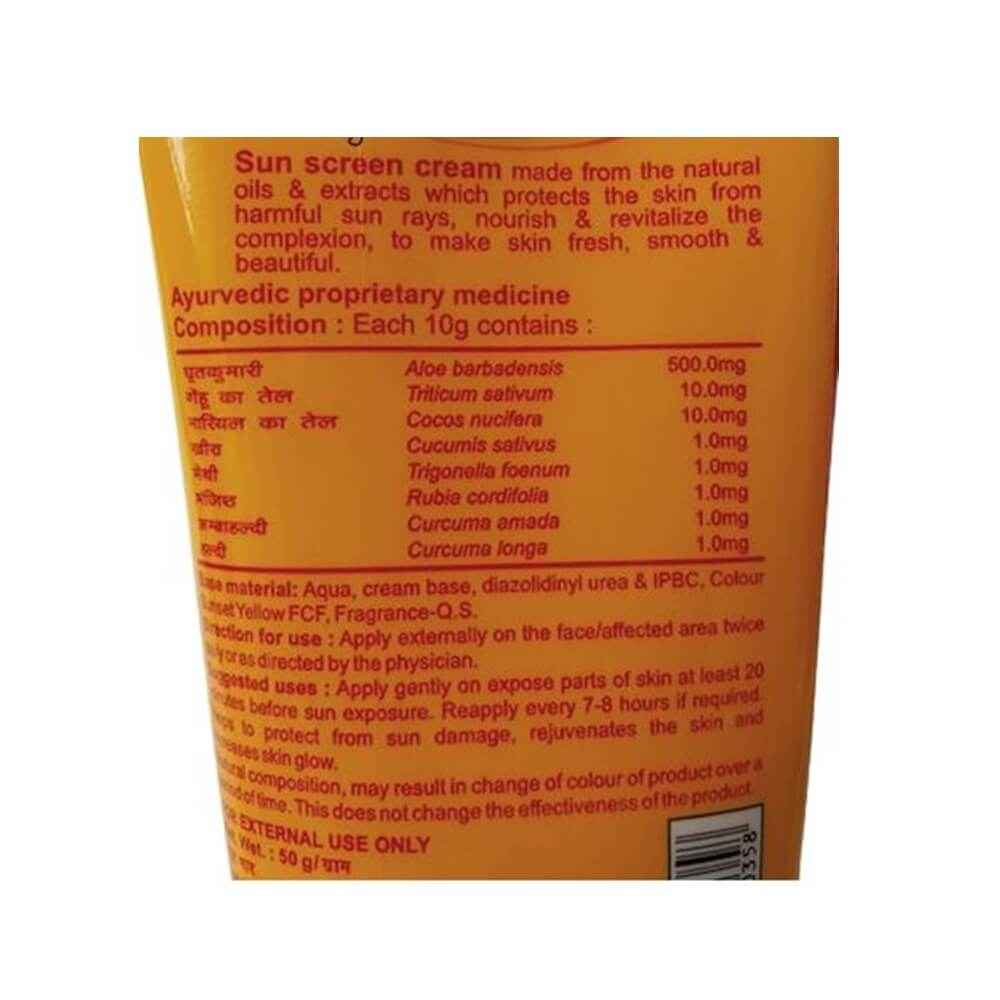 Sun screen cream made from the natural
oils & extracts which protects the skin from
harmful sun rays, nourish & revitalize the
complexion, to make skin fresh, smooth &
beautiful.
Ayurvedic proprietary medicine
Composition : Each 10g contains :
घृतकुमारी Aloe barbadensis 500.0mg
गेंहू का तेल Triticum sativum 10.0mg
नारियल का तेल Cocos nucifera 10.0mg
खीरा Cucumis sativus 1.0mg
मेथी Trigonella foenum 1.0mg
Rubia cordifolia 1.0mg
Curcuma amada 1.0mg
हल्दी Curcuma longa 1.0mg
material: Aqua, cream base, diazolidinyl urea & IPBC, Colour
Yellow FCF, Fragrance-Q.S.
for use : Apply externally on the face/affected area twice
or as directed by the physician.
uses : Apply gently on expose parts of skin at least 20
before sun exposure. Reapply every 7-8 hours if required.
to protect from sun damage, rejuvenates the skin and
skin glow.
composition, may result in change of colour of product over a
of time. This does not change the effectiveness of the product.
EXTERNAL USE ONLY
Wet. : 50 g/ग्राम
358